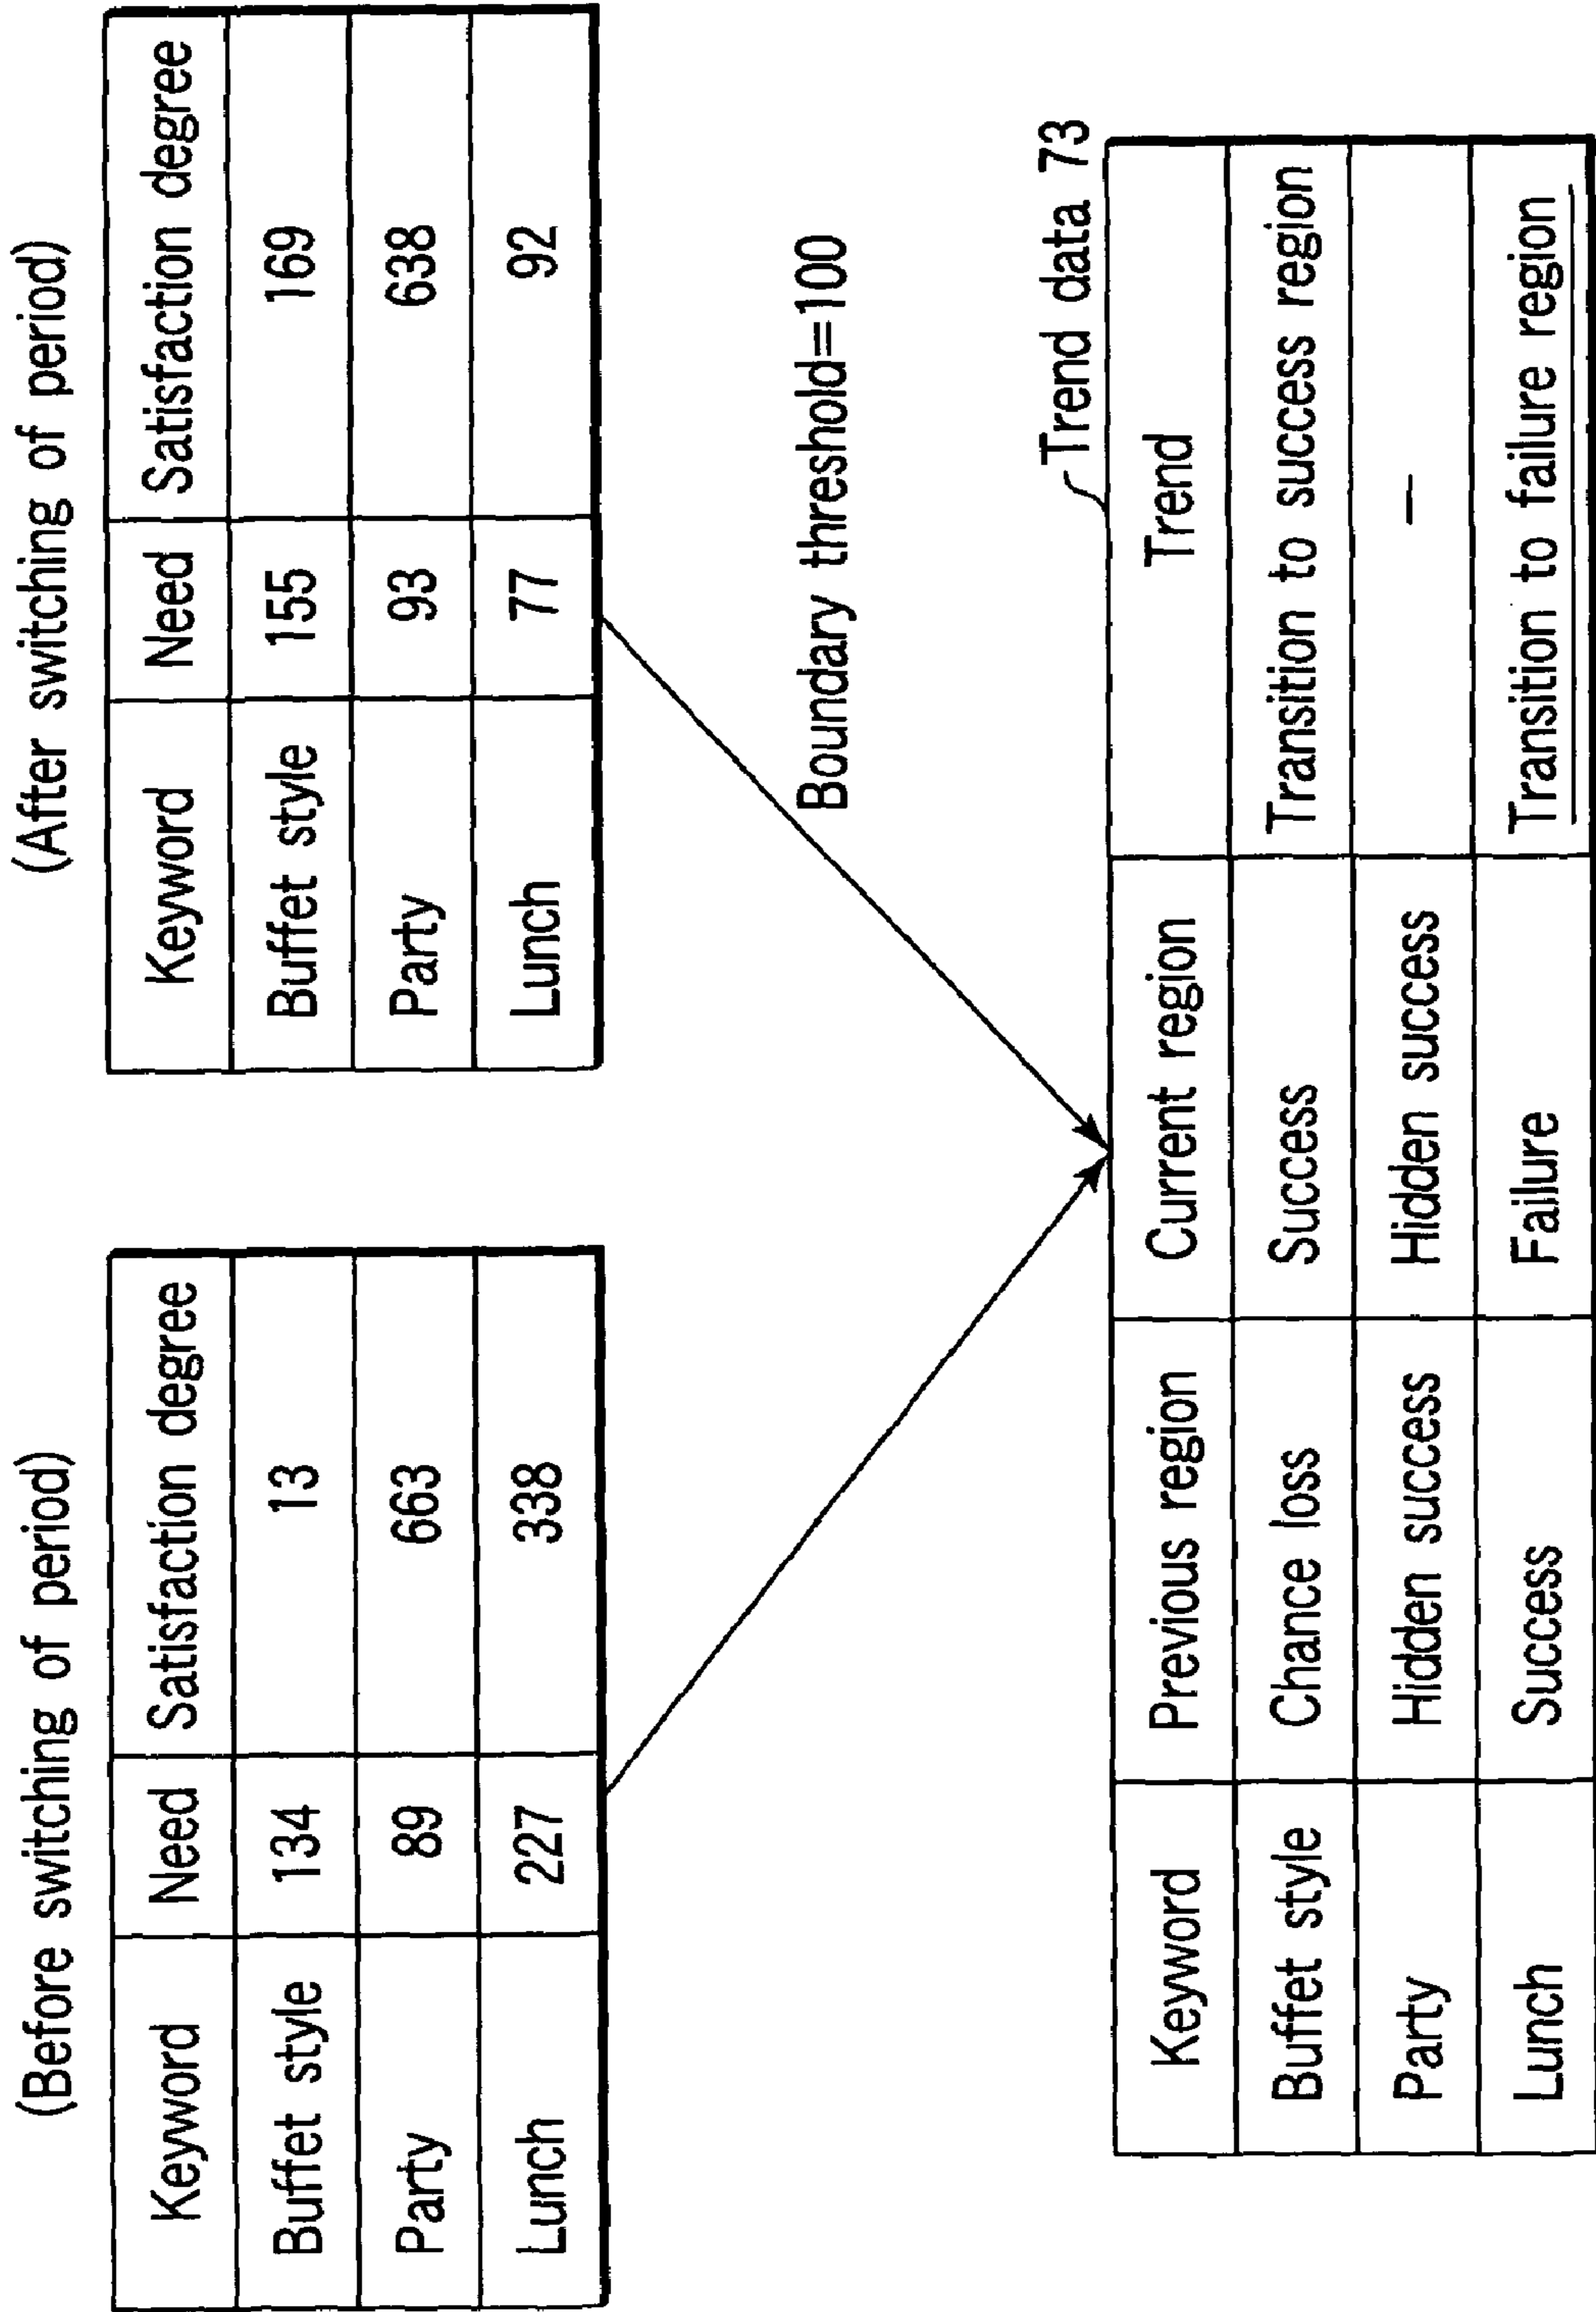 (Before switching of period)
Keyword Need Satisfaction degree
Buffet style 134 13
Party 89 663
Lunch 227 338
(After switching of period)
Keyword Need Satisfaction degree
Buffet style 155 169
Party 93 638
Lunch 77 92
Boundary threshold=100
Trend data 73
Keyword Previous region Current region Trend
Buffet style Chance loss Success Transition to success region
Party Hidden success Hidden success –
Lunch Success Failure Transition to failure region